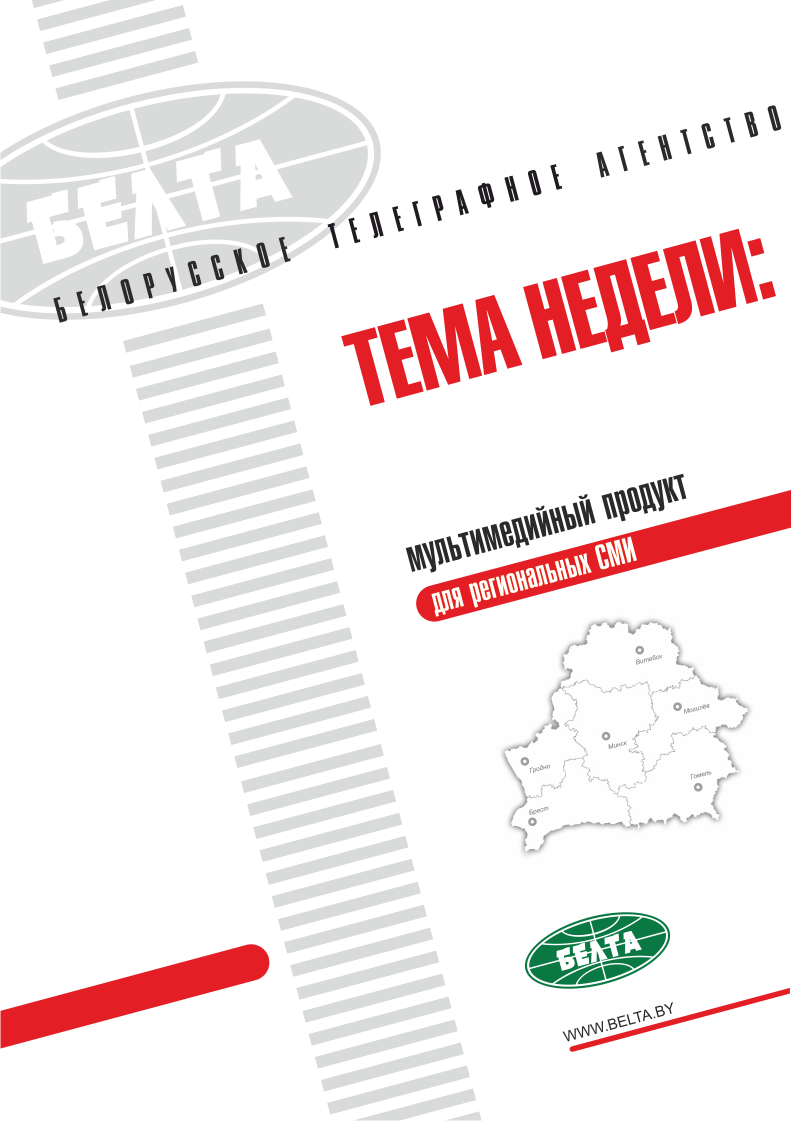 БЕЛТА
БЕЛОРУССКОЕ ТЕЛЕГРАФНОЕ АГЕНТСТВО
ТЕМА НЕДЕЛИ:
мультимедийный продукт
для региональных СМИ
Витебск
Могилёв
Минск
Гродно
Гомель
Брест
БЕЛТА
WWW.BELTA.BY